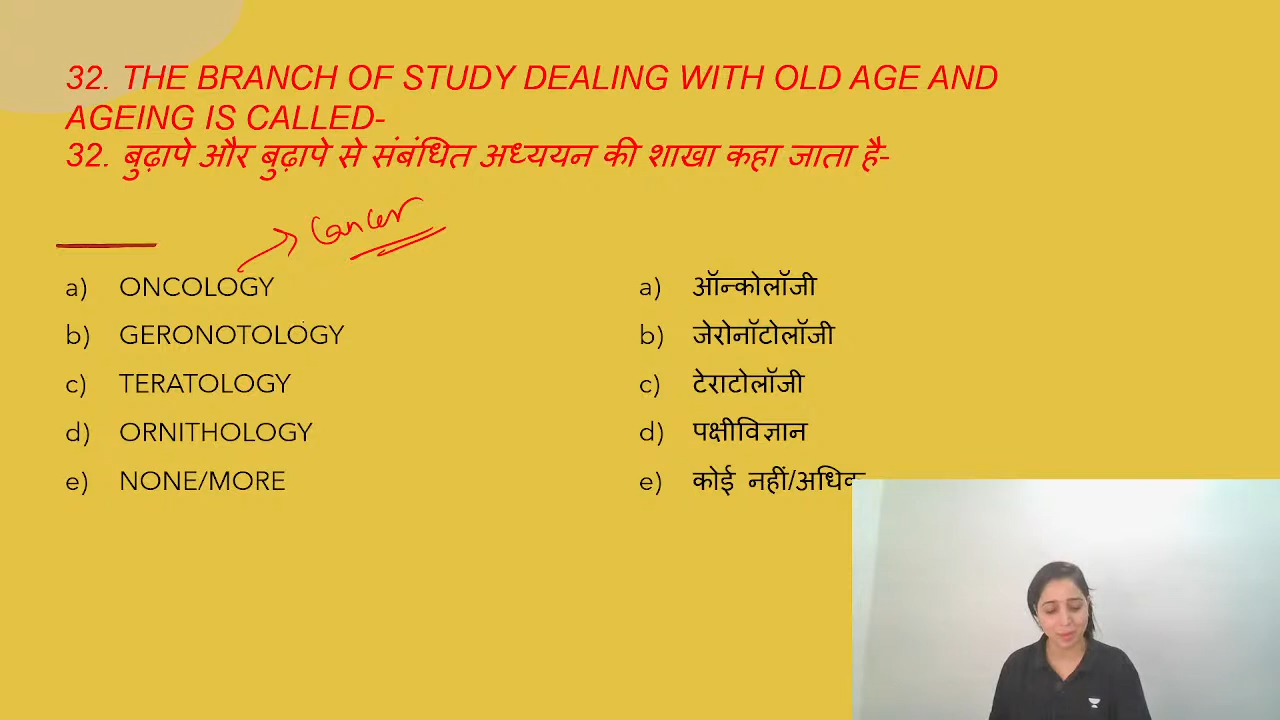 32. THE BRANCH OF STUDY DEALING WITH OLD AGE AND
AGEING IS CALLED-
32. बुढ़ापे और बुढ़ापे से संबंधित अध्ययन की शाखा कहा जाता है-
Cancer
a) ONCOLOGY
b) GERONOTOLOGY
c) TERATOLOGY
d) ORNITHOLOGY
e) NONE/MORE
a) ऑन्कोलॉजी
b) जेरोनॉटोलॉजी
c) टेराटोलॉजी
d) पक्षीविज्ञान
e) कोई नहीं/अधिक